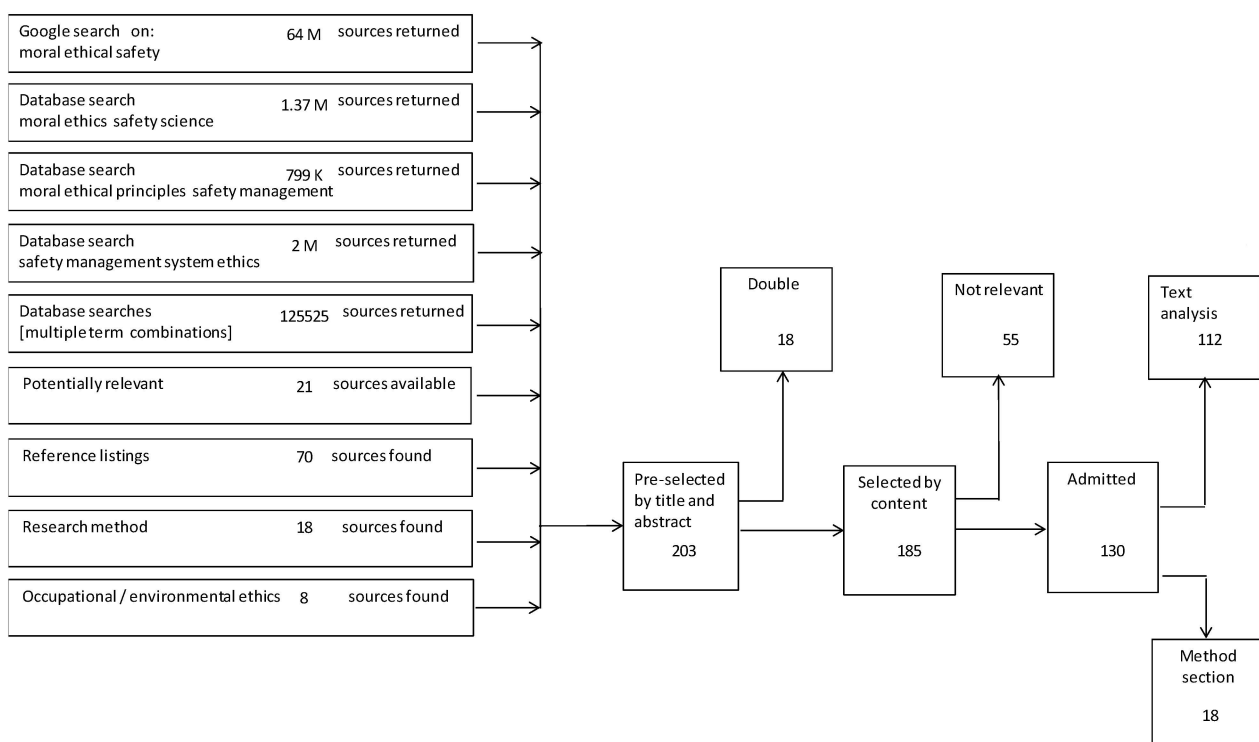 Google search on: 64 M sources returned
moral ethical safety
Database search 1.37 M sources returned
moral ethics safety science
Database search 799 K sources returned
moral ethical principles safety management
Database search 2 M sources returned
safety management system ethics
Database searches 125525 sources returned
[multiple term combinations]
Potentially relevant 21 sources available
Reference listings 70 sources found
Research method 18 sources found
Occupational / environmental ethics 8 sources found
Pre-selected
by title and
abstract
203
Double
18
Selected by
content
185
Not relevant
55
Admitted
130
Text
analysis
112
Method
section
18